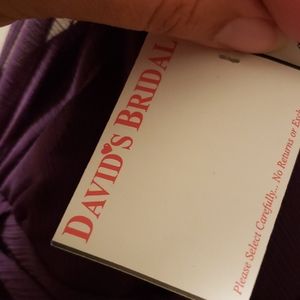 DAVID'S BRIDAL
Please Select Carefully... No Returns or